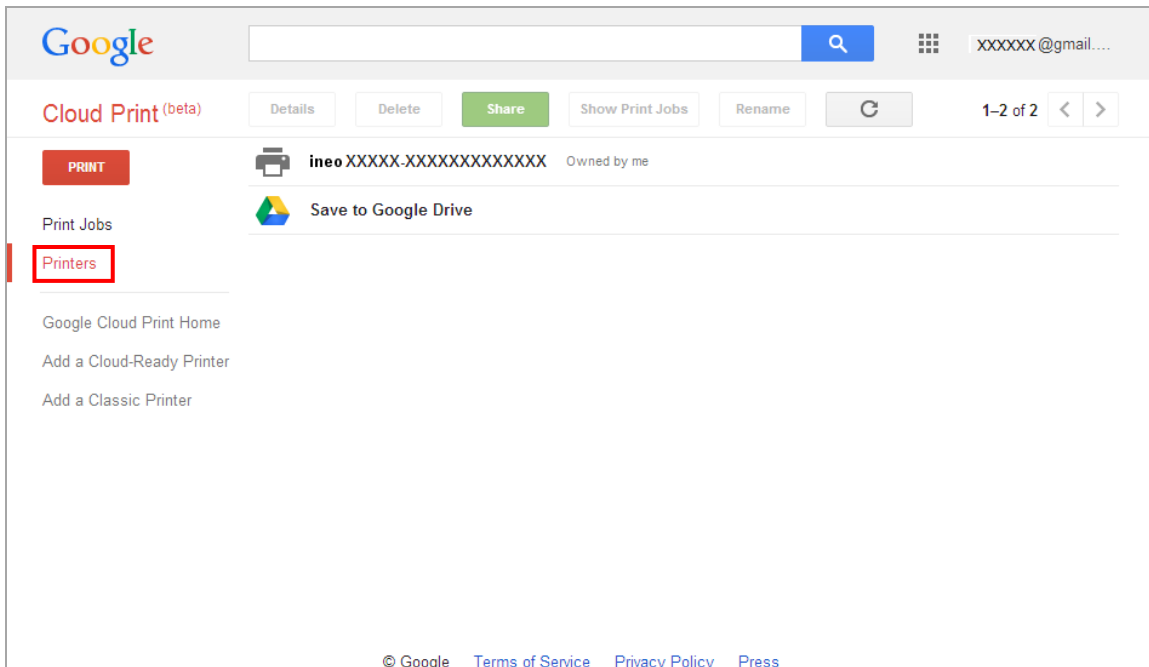 Google
XXXXXX @gmail....
Cloud Print (beta)
Details Delete Share Show Print Jobs Rename 1–2 of 2
PRINT
ineo XXXXX-XXXXXXXXXXXXX Owned by me
Save to Google Drive
Print Jobs
Printers
Google Cloud Print Home
Add a Cloud-Ready Printer
Add a Classic Printer
© Google Terms of Service Privacy Policy Press